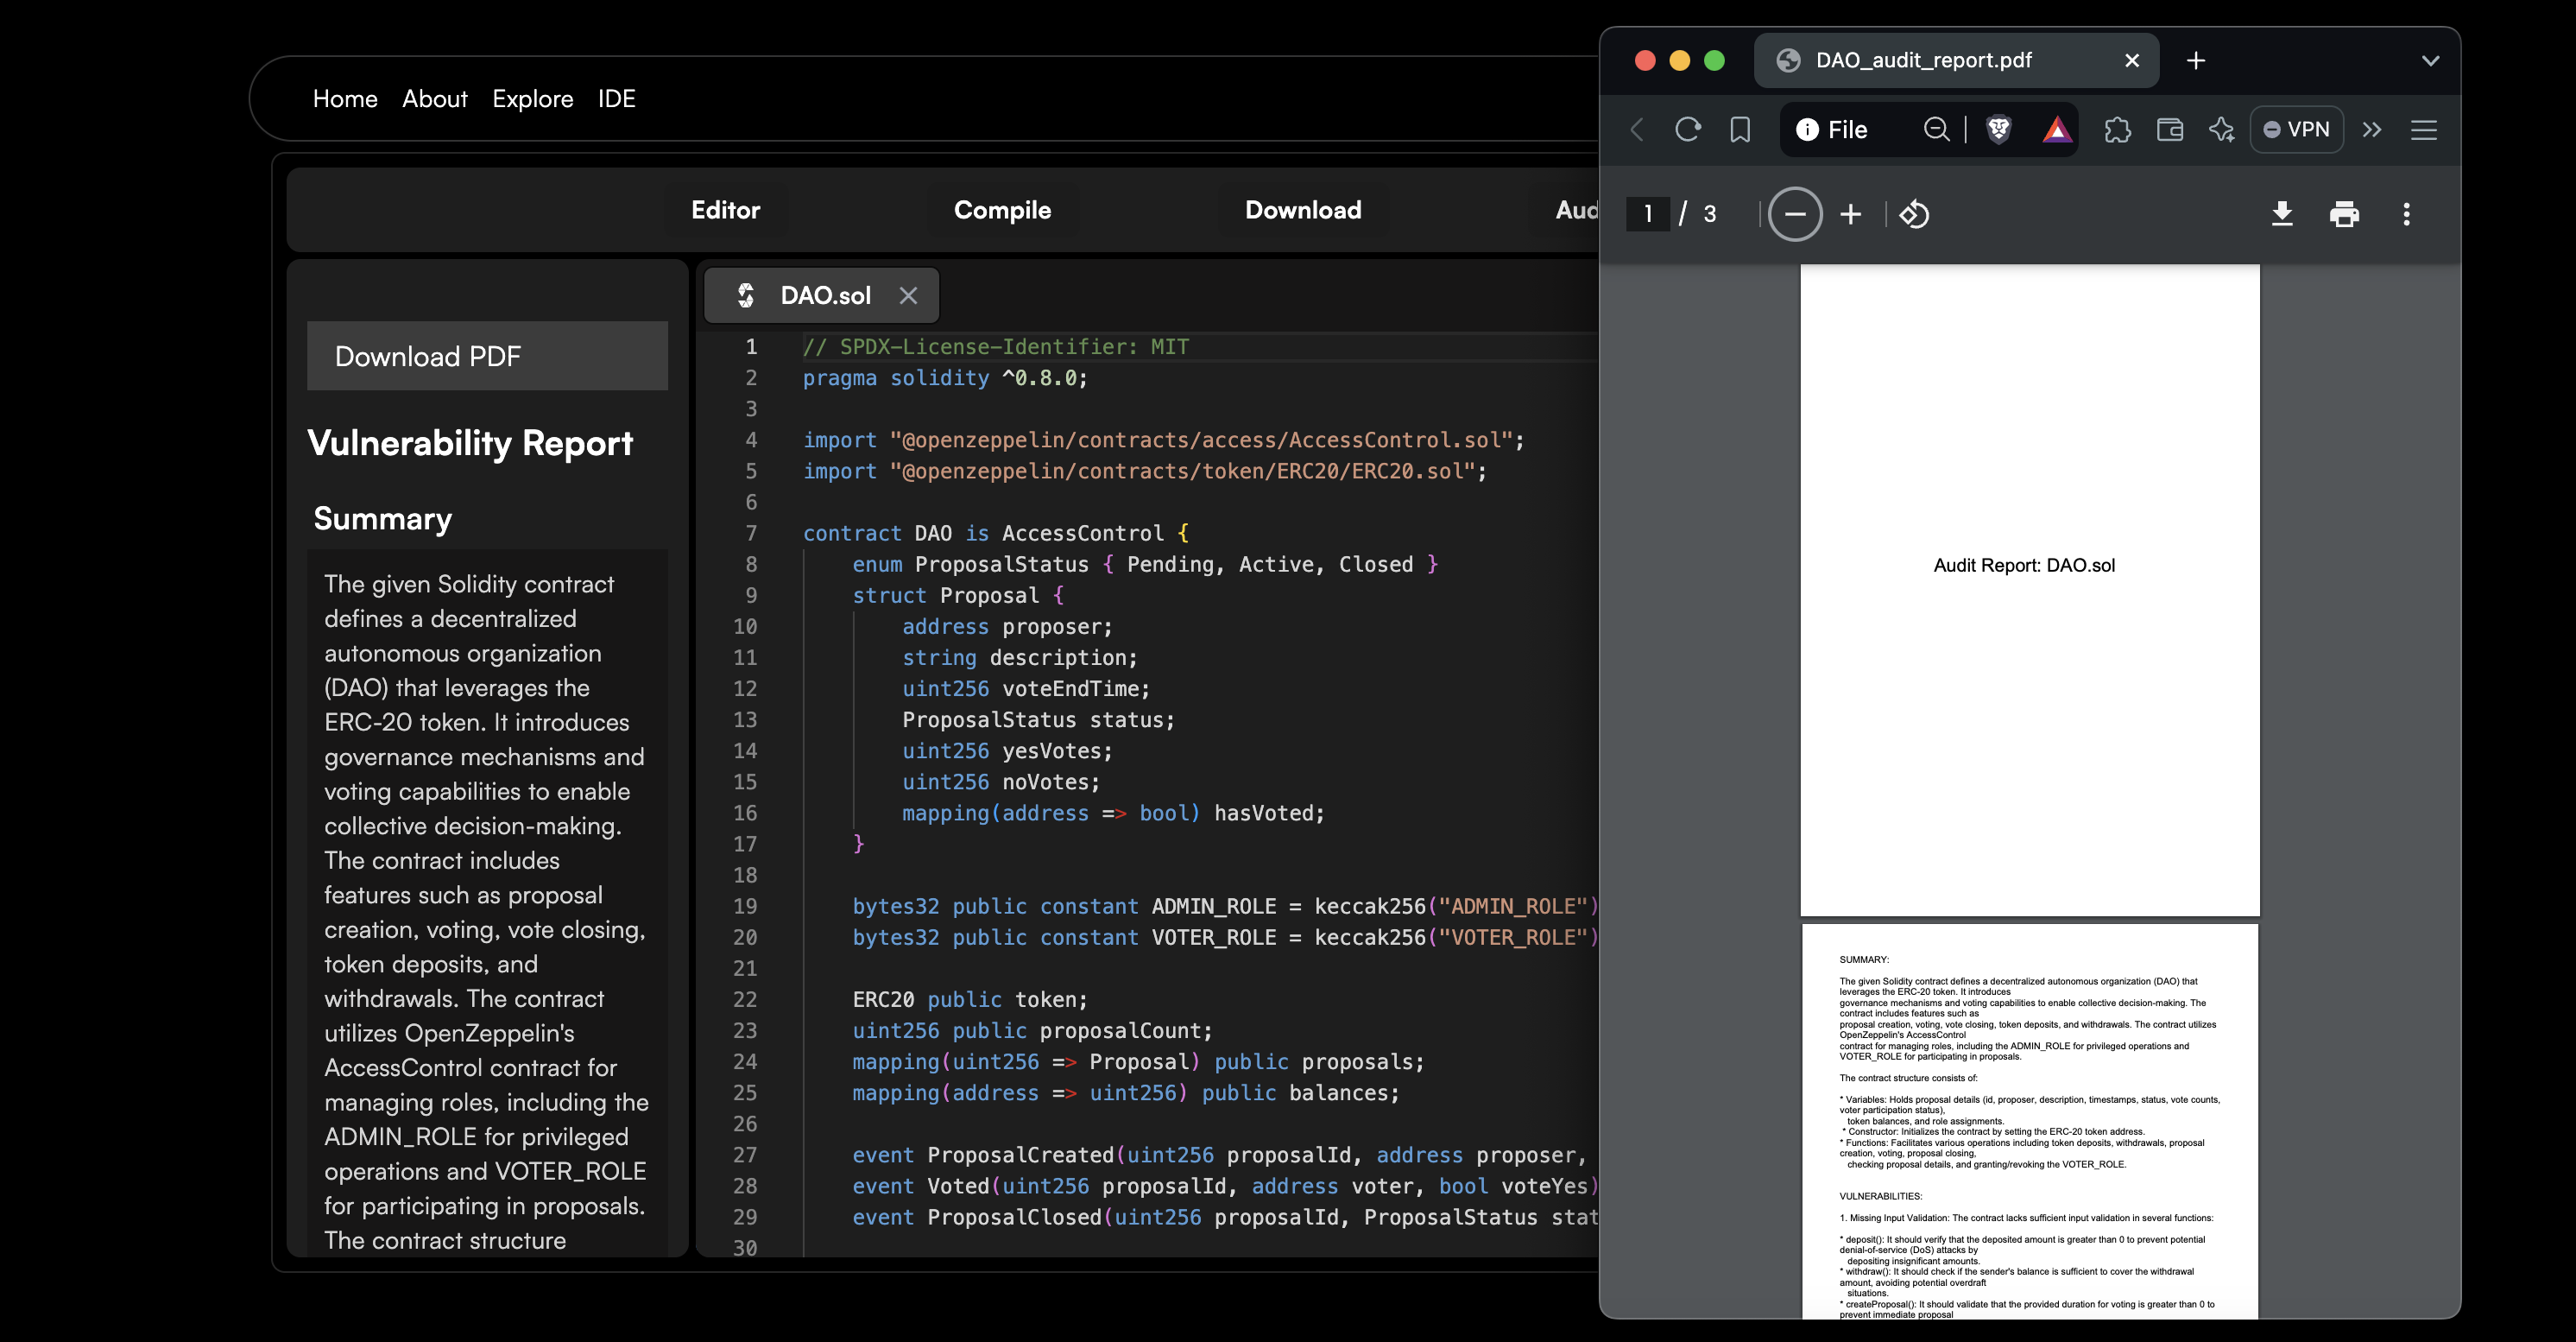 Home About Explore IDE
Editor Compile Download Aud
Download PDF
Vulnerability Report
Summary
The given Solidity contract
defines a decentralized
autonomous organization
(DAO) that leverages the
ERC-20 token. It introduces
governance mechanisms and
voting capabilities to enable
collective decision-making.
The contract includes
features such as proposal
creation, voting, vote closing,
token deposits, and
withdrawals. The contract
utilizes OpenZeppelin's
AccessControl contract for
managing roles, including the
ADMIN_ROLE for privileged
operations and VOTER_ROLE
for participating in proposals.
The contract structure
DAO.sol
1 // SPDX-License-Identifier: MIT
2 pragma solidity ^0.8.0;
3
4 import "@openzeppelin/contracts/access/AccessControl.sol";
5 import "@openzeppelin/contracts/token/ERC20/ERC20.sol";
6
7 contract DAO is AccessControl {
8 enum ProposalStatus { Pending, Active, Closed }
9 struct Proposal {
10 address proposer;
11 string description;
12 uint256 voteEndTime;
13 ProposalStatus status;
14 uint256 yesVotes;
15 uint256 noVotes;
16 mapping(address => bool) hasVoted;
17 }
18
19 bytes32 public constant ADMIN_ROLE = keccak256("ADMIN_ROLE")
20 bytes32 public constant VOTER_ROLE = keccak256("VOTER_ROLE")
21
22 ERC20 public token;
23 uint256 public proposalCount;
24 mapping(uint256 => Proposal) public proposals;
25 mapping(address => uint256) public balances;
26
27 event ProposalCreated(uint256 proposalId, address proposer,
28 event Voted(uint256 proposalId, address voter, bool voteYes)
29 event ProposalClosed(uint256 proposalId, ProposalStatus stat
30
DAO_audit_report.pdf
File VPN
1 / 3
Audit Report: DAO.sol
SUMMARY:
The given Solidity contract defines a decentralized autonomous organization (DAO) that
leverages the ERC-20 token. It introduces
governance mechanisms and voting capabilities to enable collective decision-making. The
contract includes features such as
proposal creation, voting, vote closing, token deposits, and withdrawals. The contract utilizes
OpenZeppelin's AccessControl
contract for managing roles, including the ADMIN_ROLE for privileged operations and
VOTER_ROLE for participating in proposals.
The contract structure consists of:
* Variables: Holds proposal details (id, proposer, description, timestamps, status, vote counts,
voter participation status),
token balances, and role assignments.
* Constructor: Initializes the contract by setting the ERC-20 token address.
* Functions: Facilitates various operations including token deposits, withdrawals, proposal
creation, voting, proposal closing,
checking proposal details, and granting/revoking the VOTER_ROLE.
VULNERABILITIES:
1. Missing Input Validation: The contract lacks sufficient input validation in several functions:
* deposit(): It should verify that the deposited amount is greater than 0 to prevent potential
denial-of-service (DoS) attacks by
depositing insignificant amounts.
* withdraw(): It should check if the sender's balance is sufficient to cover the withdrawal
amount, avoiding potential overdraft
situations.
* createProposal(): It should validate that the provided duration for voting is greater than 0 to
prevent immediate proposal